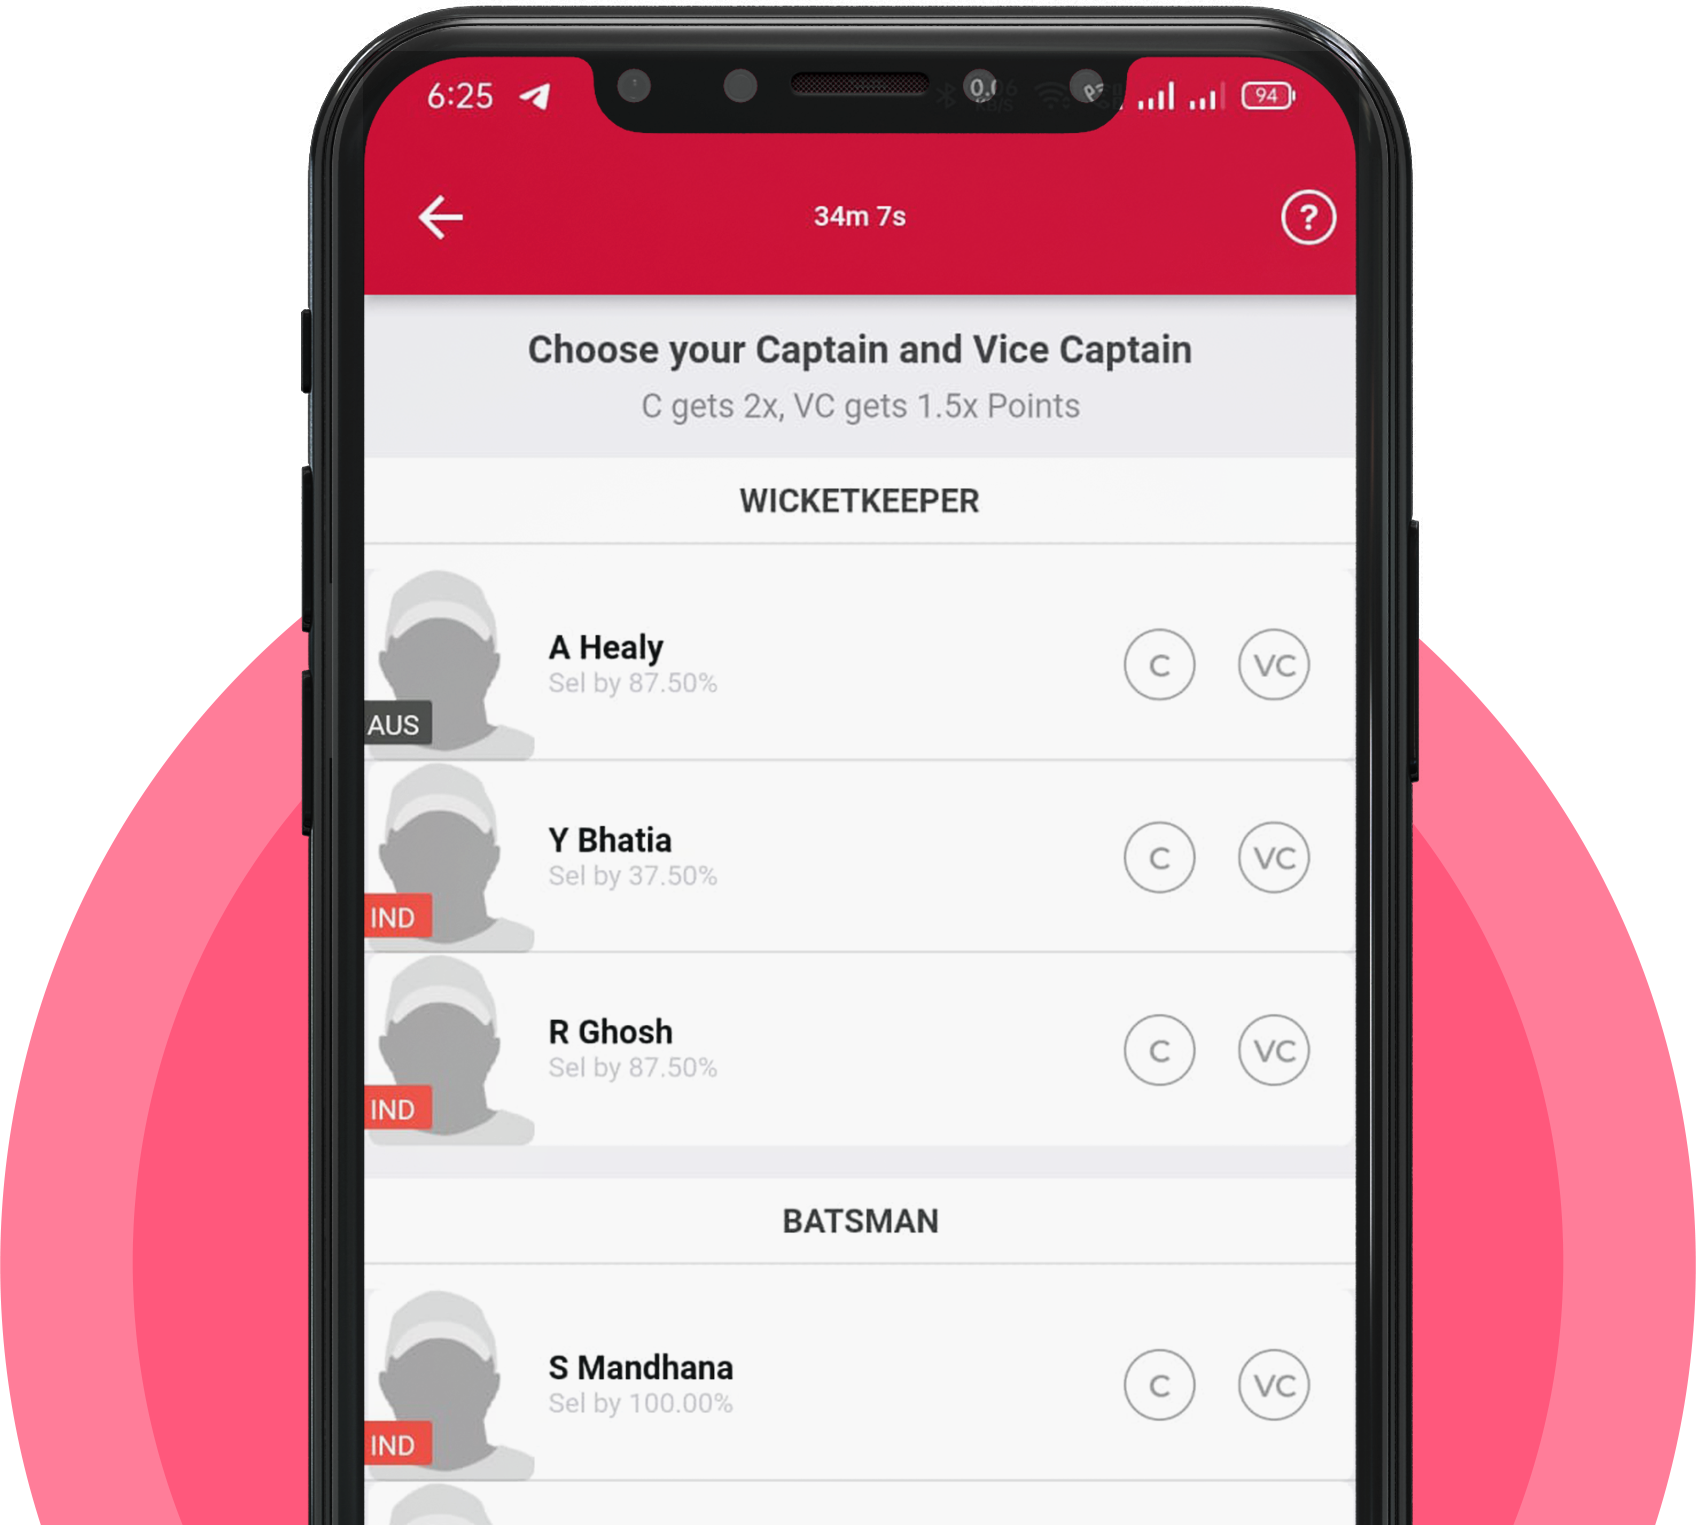 6:25
94
34m 7s
?
Choose your Captain and Vice Captain
C gets 2x, VC gets 1.5x Points
WICKETKEEPER
A Healy
Sel by 87.50%
C VC
AUS
Y Bhatia
Sel by 37.50%
C VC
IND
R Ghosh
Sel by 87.50%
C VC
IND
BATSMAN
S Mandhana
Sel by 100.00%
C VC
IND